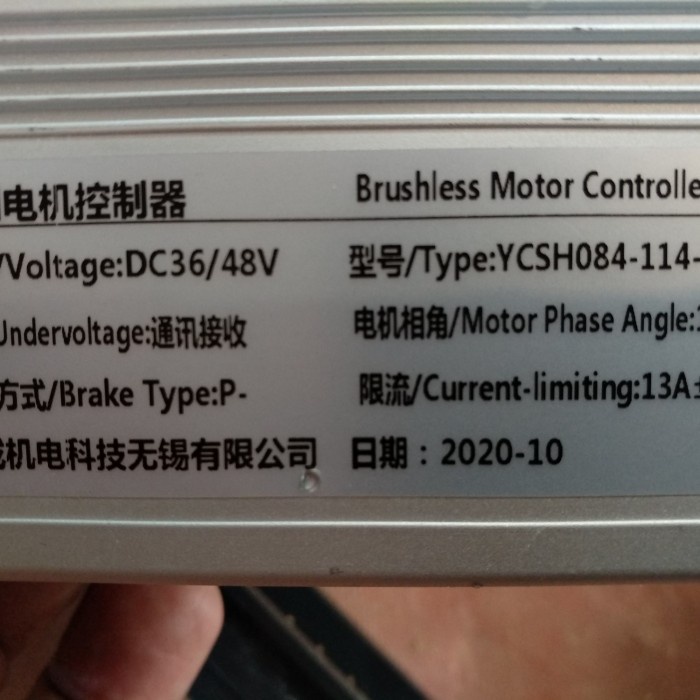 电机控制器 Brushless Motor Controlle
/Voltage:DC36/48V 型号/Type:YCSH084-114-
Undervoltage:通讯接收 电机相角/Motor Phase Angle:
方式/Brake Type:P- 限流/Current-limiting:13A±
机电科技无锡有限公司 日期：2020-10